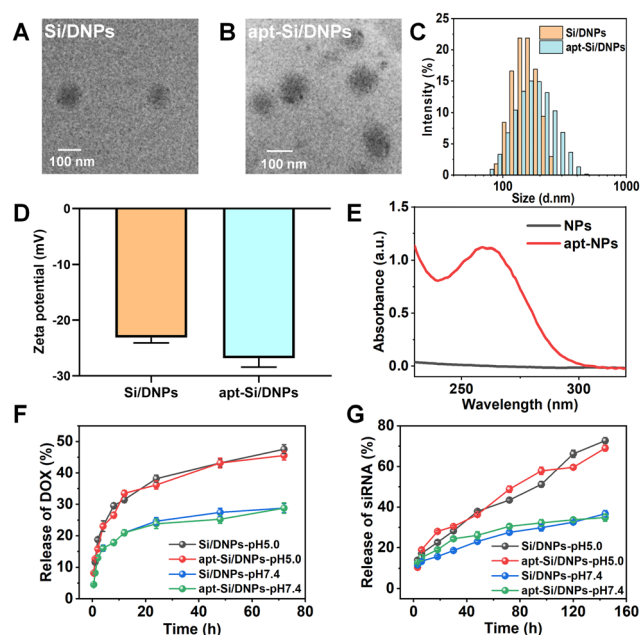 A
Si/DNPs
100 nm
B
apt-Si/DNPs
100 nm
C
Si/DNPs
apt-Si/DNPs
Intensity (%)
25
20
15
10
5
0
100
1000
Size (d.nm)
D
Zeta potential (mV)
0
-10
-20
-30
Si/DNPs
apt-Si/DNPs
E
NPs
apt-NPs
Absorbance (a.u.)
1.5
1.0
0.5
0.0
250
300
Wavelength (nm)
F
Release of DOX (%)
50
40
30
20
10
0
Si/DNPs-pH5.0
apt-Si/DNPs-pH5.0
Si/DNPs-pH7.4
apt-Si/DNPs-pH7.4
0 20 40 60 80
Time (h)
G
Release of siRNA (%)
80
60
40
20
0
Si/DNPs-pH5.0
apt-Si/DNPs-pH5.0
Si/DNPs-pH7.4
apt-Si/DNPs-pH7.4
0 40 80 120 160
Time (h)